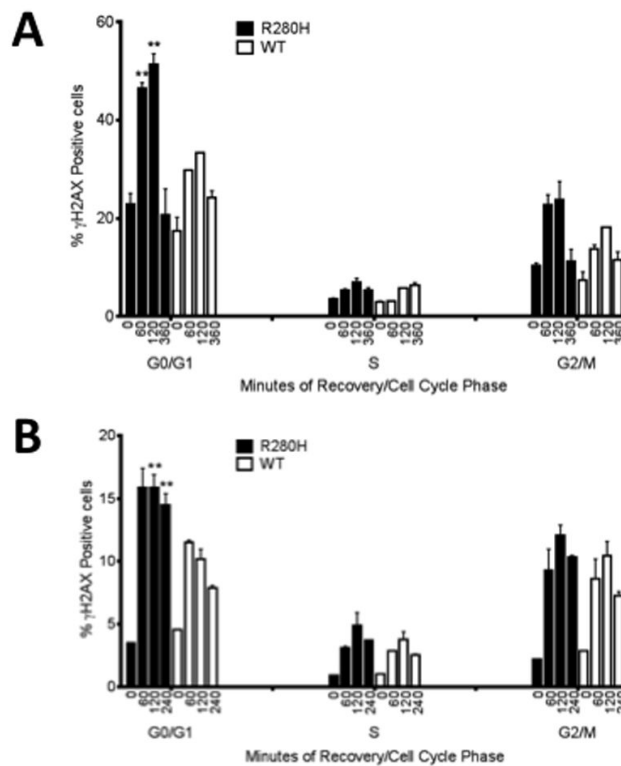 A
60
40
20
0
% γH2AX Positive cells
R280H
WT
** **
0 60 120 360 0 60 120 360 0 60 120 360 0 60 120 360 0 60 120 360 0 60 120 360
G0/G1 S G2/M
Minutes of Recovery/Cell Cycle Phase
B
20
15
10
5
0
% γH2AX Positive cells
R280H
WT
** **
0 60 120 240 0 60 120 240 0 60 120 240 0 60 120 240 0 60 120 240 0 60 120 240
G0/G1 S G2/M
Minutes of Recovery/Cell Cycle Phase